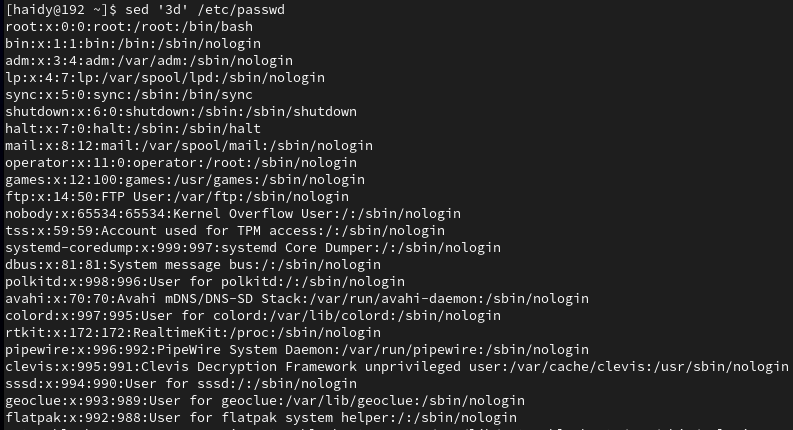 [haidy@192 ~]$ sed '3d' /etc/passwd
root:x:0:0:root:/root:/bin/bash
bin:x:1:1:bin:/bin:/sbin/nologin
adm:x:3:4:adm:/var/adm:/sbin/nologin
lp:x:4:7:lp:/var/spool/lpd:/sbin/nologin
sync:x:5:0:sync:/sbin:/bin/sync
shutdown:x:6:0:shutdown:/sbin:/sbin/shutdown
halt:x:7:0:halt:/sbin:/sbin/halt
mail:x:8:12:mail:/var/spool/mail:/sbin/nologin
operator:x:11:0:operator:/root:/sbin/nologin
games:x:12:100:games:/usr/games:/sbin/nologin
ftp:x:14:50:FTP User:/var/ftp:/sbin/nologin
nobody:x:65534:65534:Kernel Overflow User:/:/sbin/nologin
tss:x:59:59:Account used for TPM access:/:/sbin/nologin
systemd-coredump:x:999:997:systemd Core Dumper:/:/sbin/nologin
dbus:x:81:81:System message bus:/:/sbin/nologin
polkitd:x:998:996:User for polkitd:/:/sbin/nologin
avahi:x:70:70:Avahi mDNS/DNS-SD Stack:/var/run/avahi-daemon:/sbin/nologin
colord:x:997:995:User for colord:/var/lib/colord:/sbin/nologin
rtkit:x:172:172:RealtimeKit:/proc:/sbin/nologin
pipewire:x:996:992:PipeWire System Daemon:/var/run/pipewire:/sbin/nologin
clevis:x:995:991:Clevis Decryption Framework unprivileged user:/var/cache/clevis:/usr/sbin/nologin
sssd:x:994:990:User for sssd:/:/sbin/nologin
geoclue:x:993:989:User for geoclue:/var/lib/geoclue:/sbin/nologin
flatpak:x:992:988:User for flatpak system helper:/:/sbin/nologin